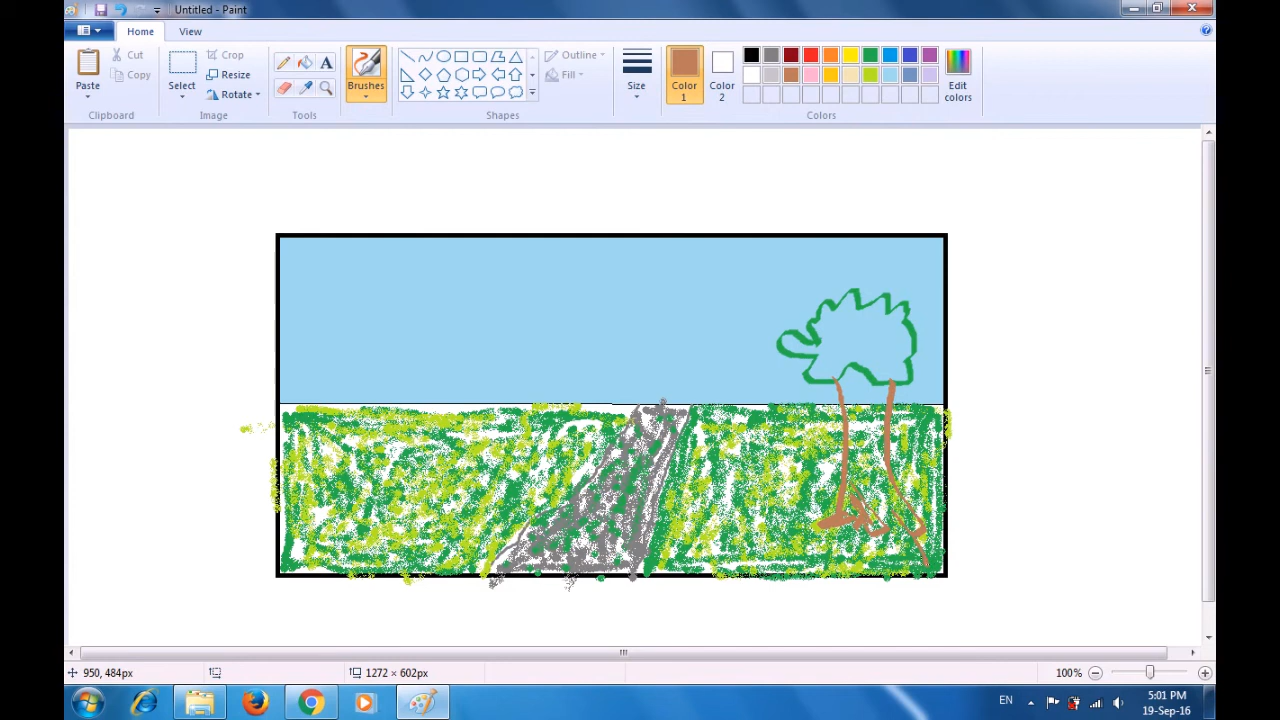 Untitled - Paint
Home View
Paste
Cut
Copy
Clipboard
Select
Crop
Resize
Rotate
Image
A
Tools
Brushes
Shapes
Outline
Fill
Size
Color 1
Color 2
Edit colors
Colors
950, 484px
1272 × 602px
100%
EN
5:01 PM
19-Sep-16